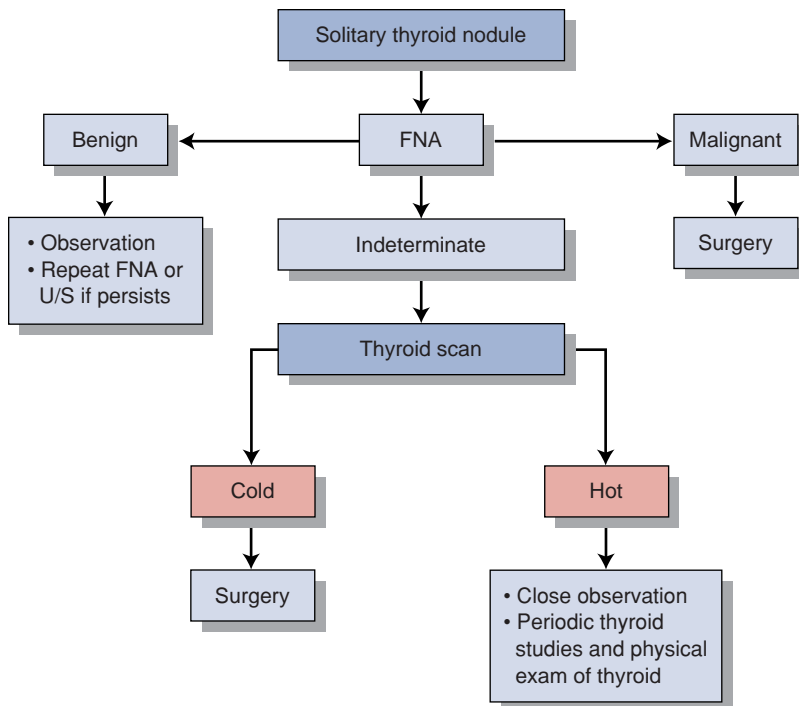 Solitary thyroid nodule
Benign
FNA
Malignant
• Observation
• Repeat FNA or
U/S if persists
Indeterminate
Surgery
Thyroid scan
Cold
Hot
Surgery
• Close observation
• Periodic thyroid
studies and physical
exam of thyroid